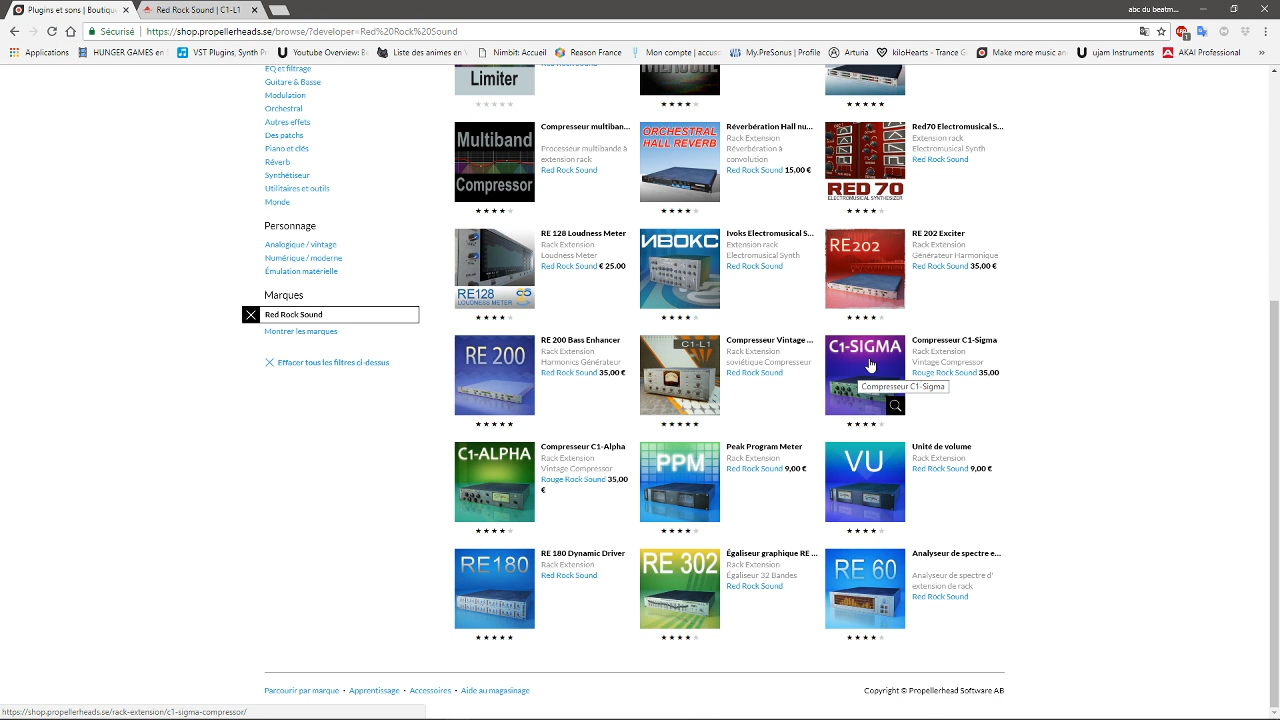 Plugins et sons | Boutique
Red Rock Sound | C1-L1
abc du beat...
Sécurisé
https://shop.propellerheads.se/browse/?developer=Red%20Rock%20Sound
Applications
HUNGER GAMES en S
VST Plugins, Synth Pr
Youtube Downloader
Liste des animes en V
Nimbit: Account
Reason France
Mon compte | accue
My.PreSonus | Profile
Arturia
kiloHearts - Trance G
Make more music an
ujam Instruments
AKAI Professional
EQ et filtrage
Guitare & Basse
Modulation
Orchestral
Autres effets
Des patchs
Piano et clés
Réverb
Synthétiseur
Utilitaires et outils
Monde
Personnage
Analogique / vintage
Numérique / moderne
Émulation matérielle
Marques
Red Rock Sound
Montrer les marques
Effacer tous les filtres ci-dessus
Limiter
Red Rock Sound
Multiband
Compressor
Compresseur multiban...
Processeur multibande à
extension rack
Red Rock Sound
ORCHESTRAL
HALL REVERB
Réverbération Hall nu...
Rack Extension
Réverbération à
convolution
Red Rock Sound 15,00 €
RED 70
ELECTROMUSICAL SYNTHESIZER
Red70 Electromusical S...
Extension rack
Electromusical Synth
Red Rock Sound
RE128
LOUDNESS METER
RE 128 Loudness Meter
Rack Extension
Loudness Meter
Red Rock Sound € 25.00
ИВОКС
Ivoks Electromusical S...
Extension rack
Electromusical Synth
Red Rock Sound
RE202
RE 202 Exciter
Rack Extension
Générateur Harmonique
Red Rock Sound 35,00 €
RE 200
RE 200 Bass Enhancer
Rack Extension
Harmonics Générateur
Red Rock Sound 35,00 €
C1-L1
Compresseur Vintage ...
Rack Extension
soviétique Compresseur
Red Rock Sound
C1-SIGMA
Compresseur C1-Sigma
Rack Extension
Vintage Compressor
Rouge Rock Sound 35,00
Compresseur C1-Sigma
C1-ALPHA
Compresseur C1-Alpha
Rack Extension
Vintage Compressor
Rouge Rock Sound 35,00
€
PPM
Peak Program Meter
Rack Extension
Red Rock Sound 9,00 €
VU
Unité de volume
Rack Extension
Red Rock Sound 9,00 €
RE180
RE 180 Dynamic Driver
Rack Extension
Red Rock Sound
RE 302
Égaliseur graphique RE ...
Rack Extension
Égaliseur 32 Bandes
Red Rock Sound
RE 60
Analyseur de spectre e...
Analyseur de spectre d'
extension de rack
Red Rock Sound
Parcourir par marque • Apprentissage • Accessoires • Aide au magasinage
Copyright © Propellerhead Software AB
https://shop.propellerheads.se/rack-extension/c1-sigma-compressor/